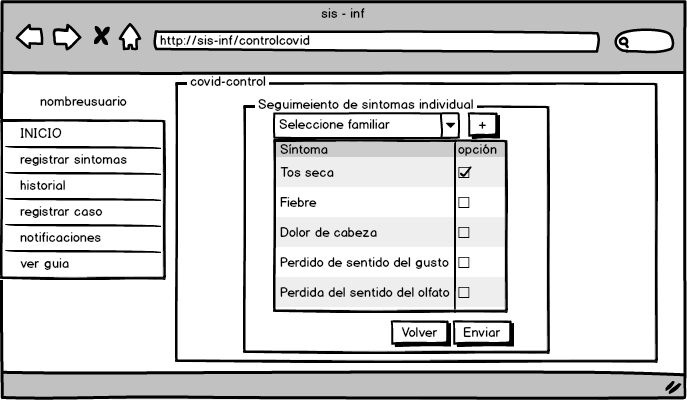 sis - inf
http://sis-inf/controlcovid
covid-control
nombreusuario
INICIO
registrar sintomas
historial
registrar caso
notificaciones
ver guia
Seguimeiento de sintomas individual
Seleccione familiar +
Síntoma opción
Tos seca
Fiebre
Dolor de cabeza
Perdido de sentido del gusto
Perdida del sentido del olfato
Volver Enviar